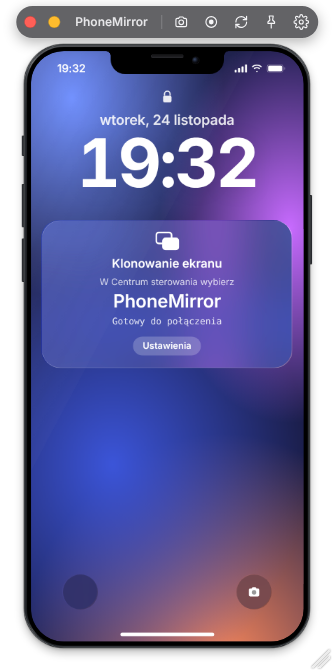 PhoneMirror
19:32
wtorek, 24 listopada
19:32
Klonowanie ekranu
W Centrum sterowania wybierz
PhoneMirror
Gotowy do połączenia
Ustawienia